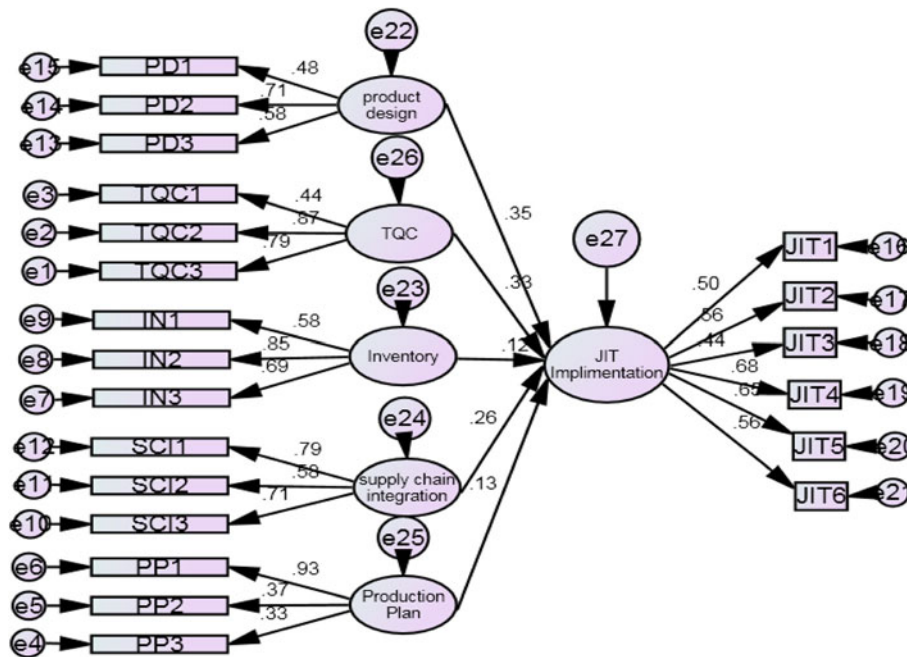 e22
e15
PD1
.48
e14
PD2
.71
product
design
e13
PD3
.58
e26
e3
TQC1
.44
.35
e2
TQC2
.87
TQC
e27
e1
TQC3
.79
e23
.33
e9
IN1
.58
e8
IN2
.85
Inventory
.12
e7
IN3
.69
JIT
Implimentation
.50
JIT1
e16
.56
JIT2
e17
.44
JIT3
e18
.68
JIT4
e19
.65
JIT5
e20
.56
JIT6
e21
e24
.26
e12
SCI1
.79
e11
SCI2
.58
supply chain
integration
.13
e10
SCI3
.71
e25
e6
PP1
.93
e5
PP2
.37
Production
Plan
e4
PP3
.33